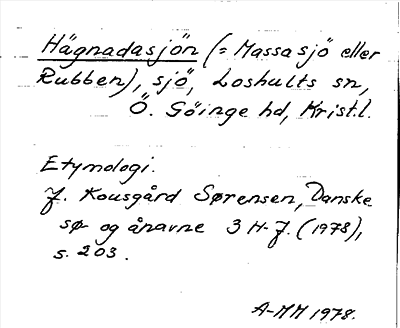 Hägnadasjön (= Massasjö eller
Rubben), sjö, Loshults sn,
Ö. Göinge hd, Krist.l.
Etymologi.
J. Kousgård Sørensen, Danske
sø- og ånavne 3 H-J. (1978),
s. 203.
A-MM 1978.